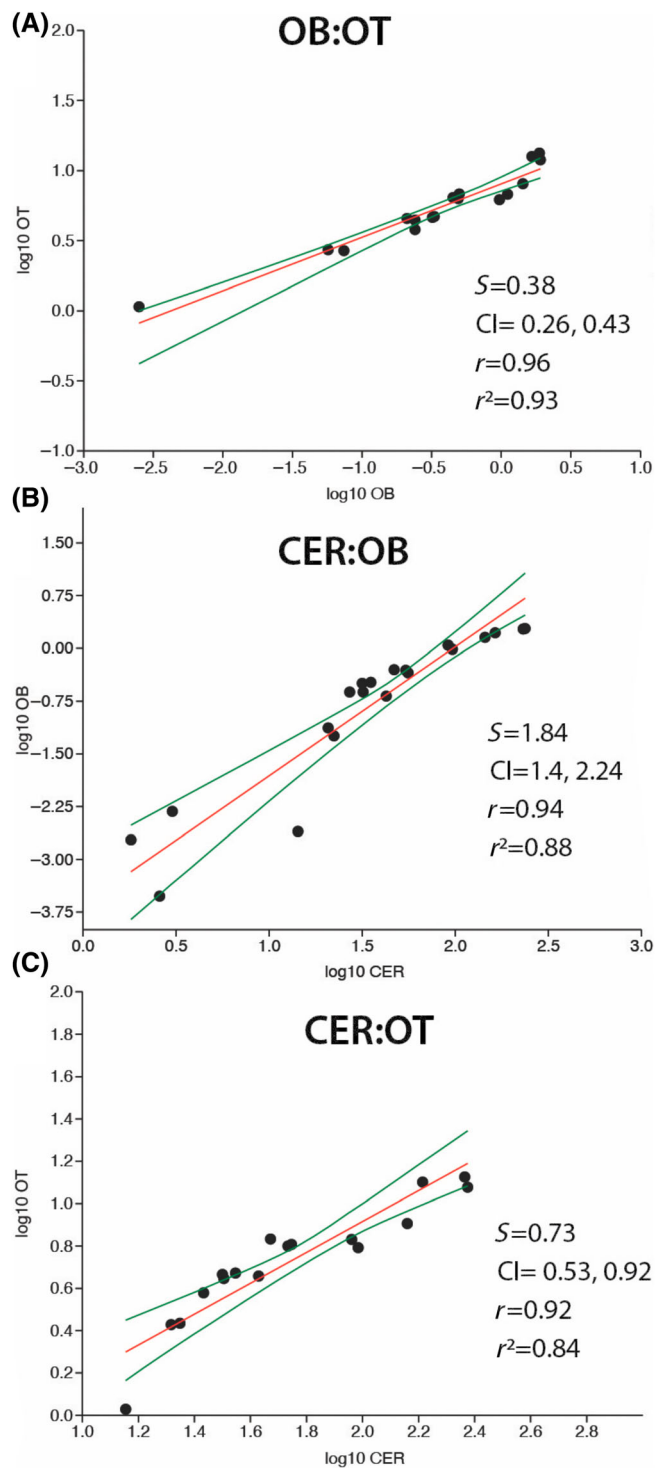 (A)
OB:OT
2.0
1.5
1.0
0.5
0.0
−0.5
−1.0
log10 OT
−3.0 −2.5 −2.0 −1.5 −1.0 −0.5 0.0 0.5 1.0
log10 OB
S=0.38
CI= 0.26, 0.43
r=0.96
r²=0.93
(B)
CER:OB
1.50
0.75
0.00
−0.75
−1.50
−2.25
−3.00
−3.75
log10 OB
0.0 0.5 1.0 1.5 2.0 2.5 3.0
log10 CER
S=1.84
CI=1.4, 2.24
r=0.94
r²=0.88
(C)
CER:OT
2.0
1.8
1.6
1.4
1.2
1.0
0.8
0.6
0.4
0.2
0.0
log10 OT
1.0 1.2 1.4 1.6 1.8 2.0 2.2 2.4 2.6 2.8
log10 CER
S=0.73
CI= 0.53, 0.92
r=0.92
r²=0.84